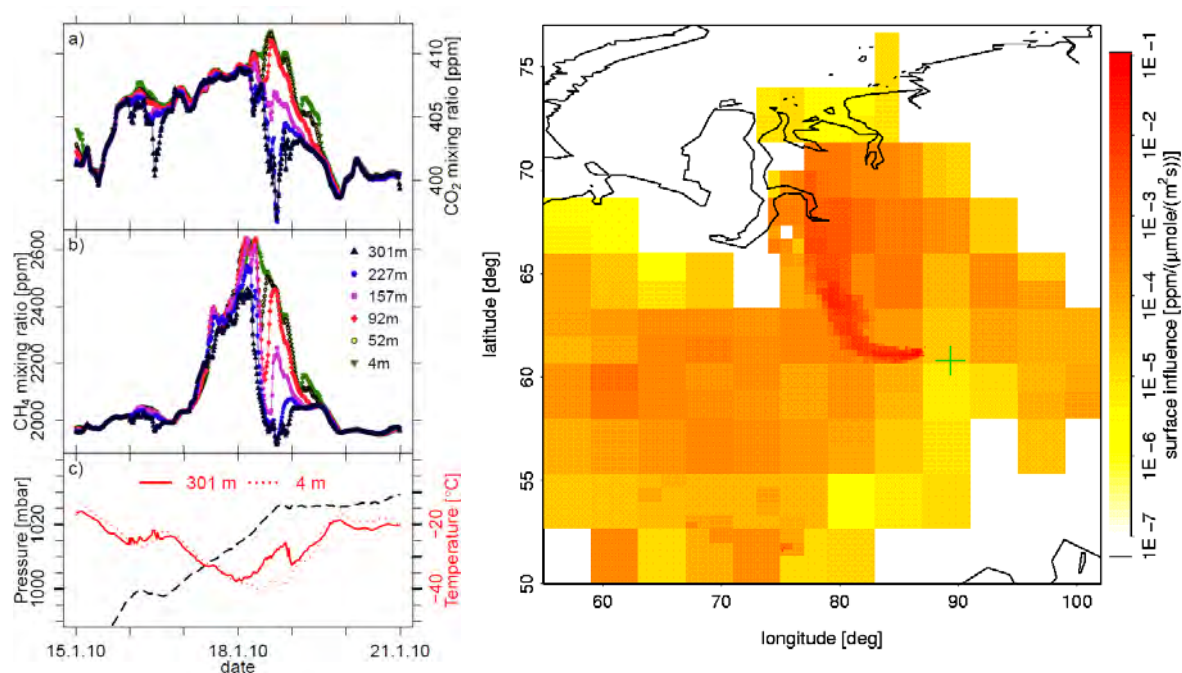 a)
410
405
400
CO2 mixing ratio [ppm]
b)
2600
2400
2200
2000
CH4 mixing ratio [ppm]
301m
227m
157m
92m
52m
4m
c)
301 m 4 m
1020
1000
Pressure [mbar]
−20
−40
Temperature [°C]
15.1.10 18.1.10 21.1.10
date
75
70
65
60
55
50
latitude [deg]
60 70 80 90 100
longitude [deg]
1E−1
1E−2
1E−3
1E−4
1E−5
1E−6
1E−7
surface influence [ppm/(µmole/(m2s))]